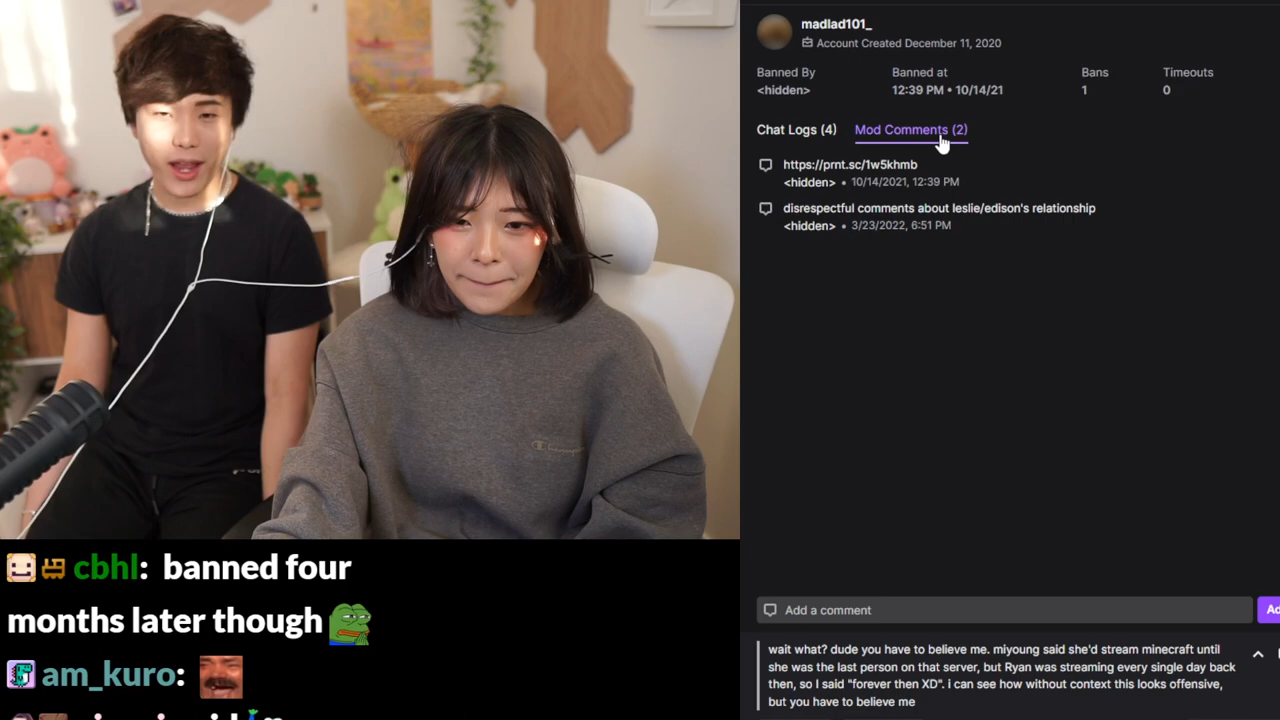 madlad101_
Account Created December 11, 2020
Banned By
Banned at
Bans
Timeouts
<hidden>
12:39 PM • 10/14/21
1
0
Chat Logs (4)
Mod Comments (2)
https://prnt.sc/1w5khmb
<hidden> • 10/14/2021, 12:39 PM
disrespectful comments about leslie/edison's relationship
<hidden> • 3/23/2022, 6:51 PM
Add a comment
wait what? dude you have to believe me. miyoung said she'd stream minecraft until
she was the last person on that server, but Ryan was streaming every single day back
then, so I said "forever then XD". i can see how without context this looks offensive,
but you have to believe me
cbhl: banned four
months later though
am_kuro: